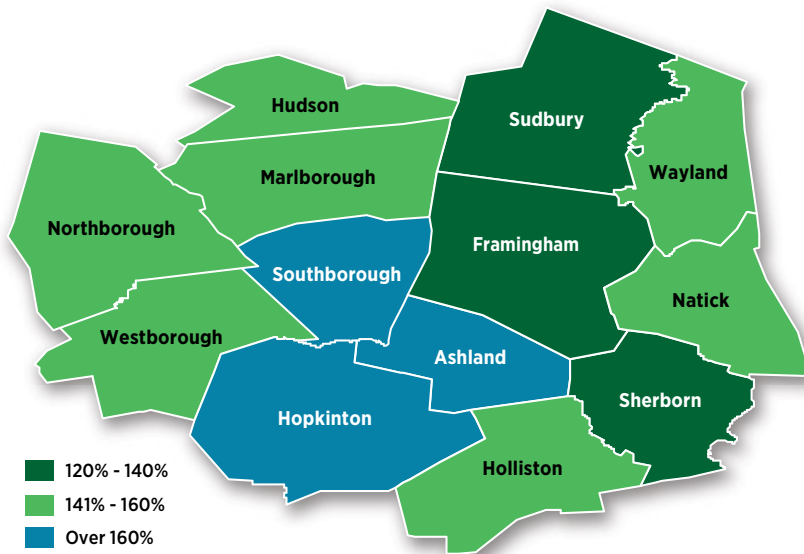 Hudson
Sudbury
Marlborough
Wayland
Northborough
Framingham
Southborough
Natick
Westborough
Ashland
Sherborn
Hopkinton
Holliston
120% - 140%
141% - 160%
Over 160%